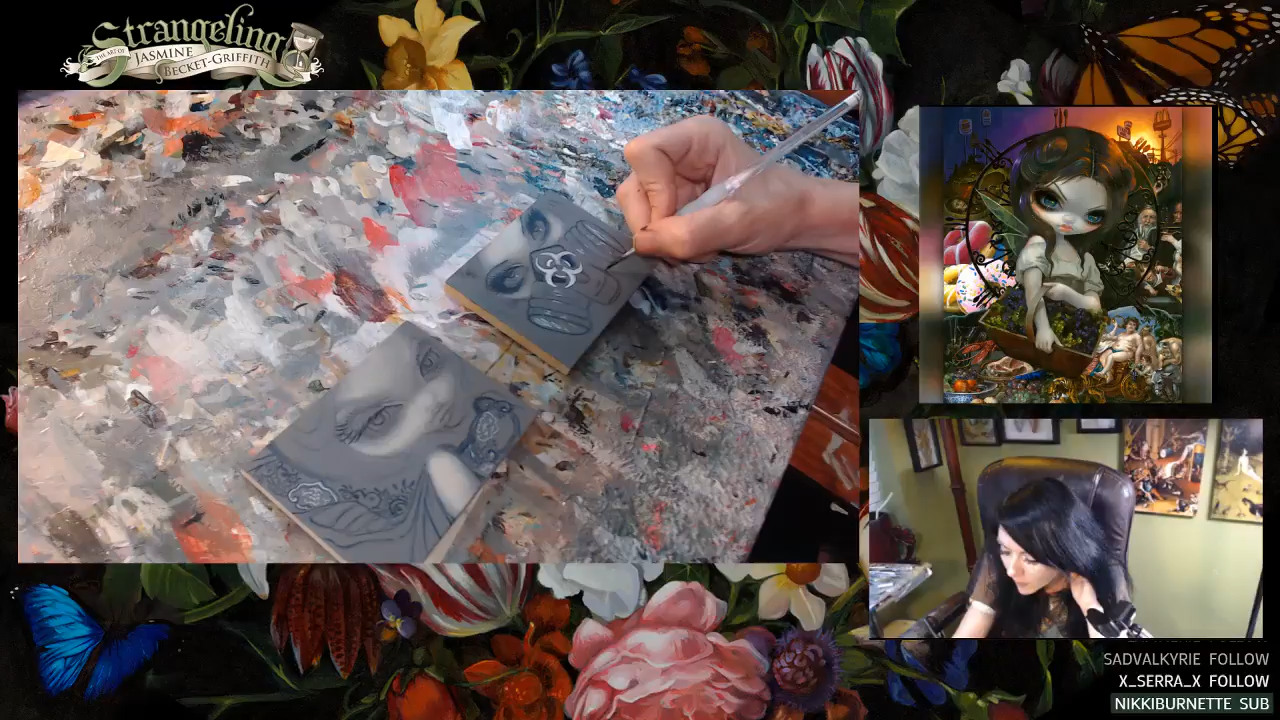 Strangeling
THE ART OF
JASMINE
BECKET-GRIFFITH
SADVALKYRIE FOLLOW
X_SERRA_X FOLLOW
NIKKIBURNETTE SUB